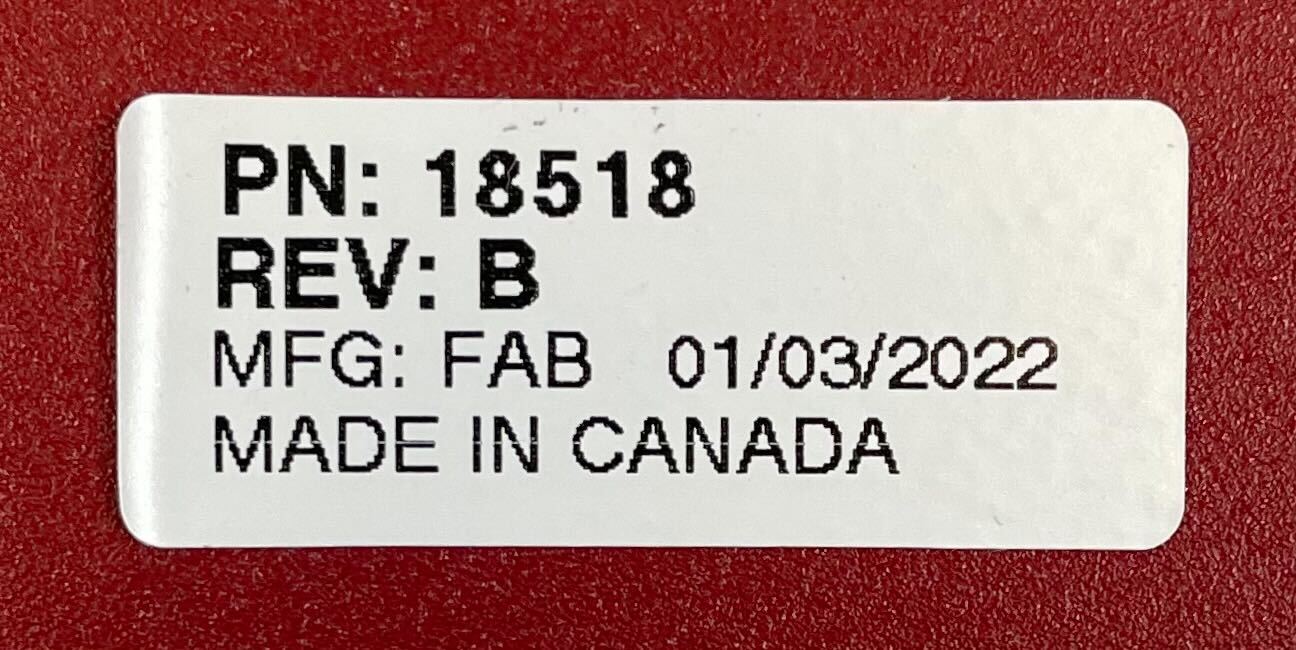 PN: 18518
REV: B
MFG: FAB 01/03/2022
MADE IN CANADA